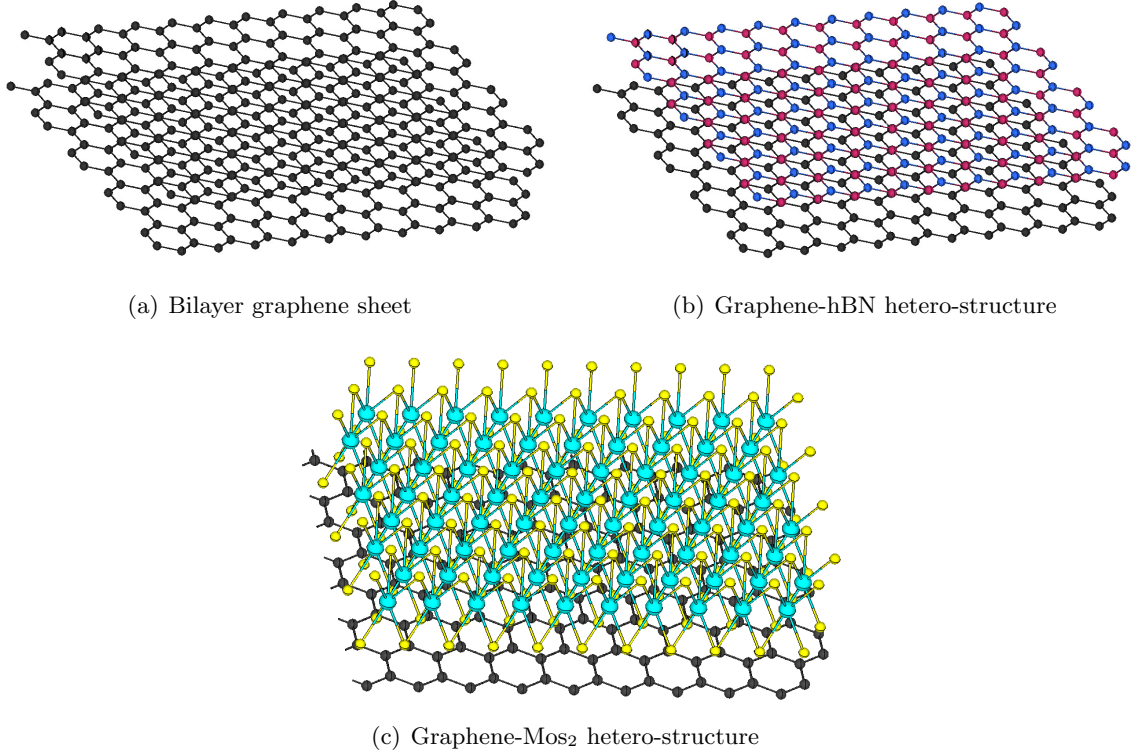 (a) Bilayer graphene sheet
(b) Graphene-hBN hetero-structure
(c) Graphene-Mos₂ hetero-structure